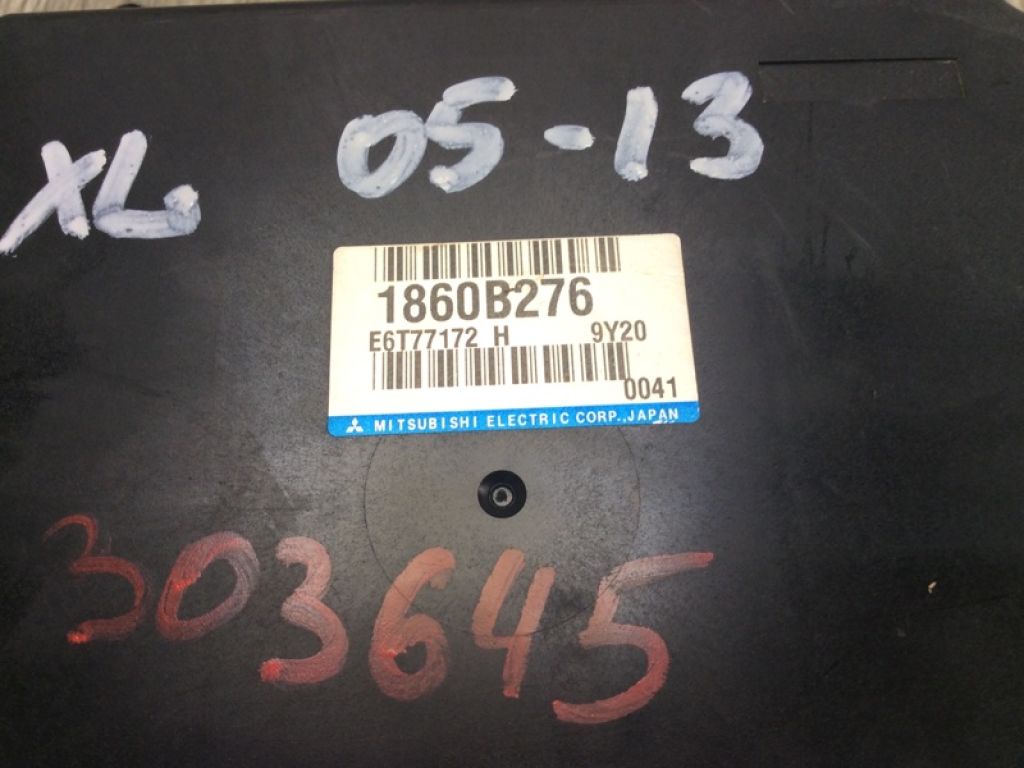 XL 05-13
1860B276
E6T77172 H 9Y20
0041
MITSUBISHI ELECTRIC CORP.,JAPAN
303645